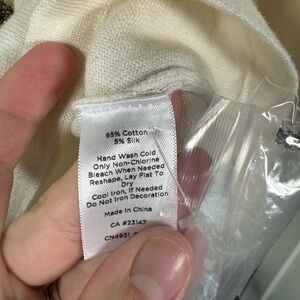 95% Cotton
5% Silk
Hand Wash Cold
Only Non-Chlorine
Bleach When Needed
Reshape, Lay Flat To
Dry
Cool Iron, If Needed
Do Not Iron Decoration
Made In China
CA #23147
CN4931